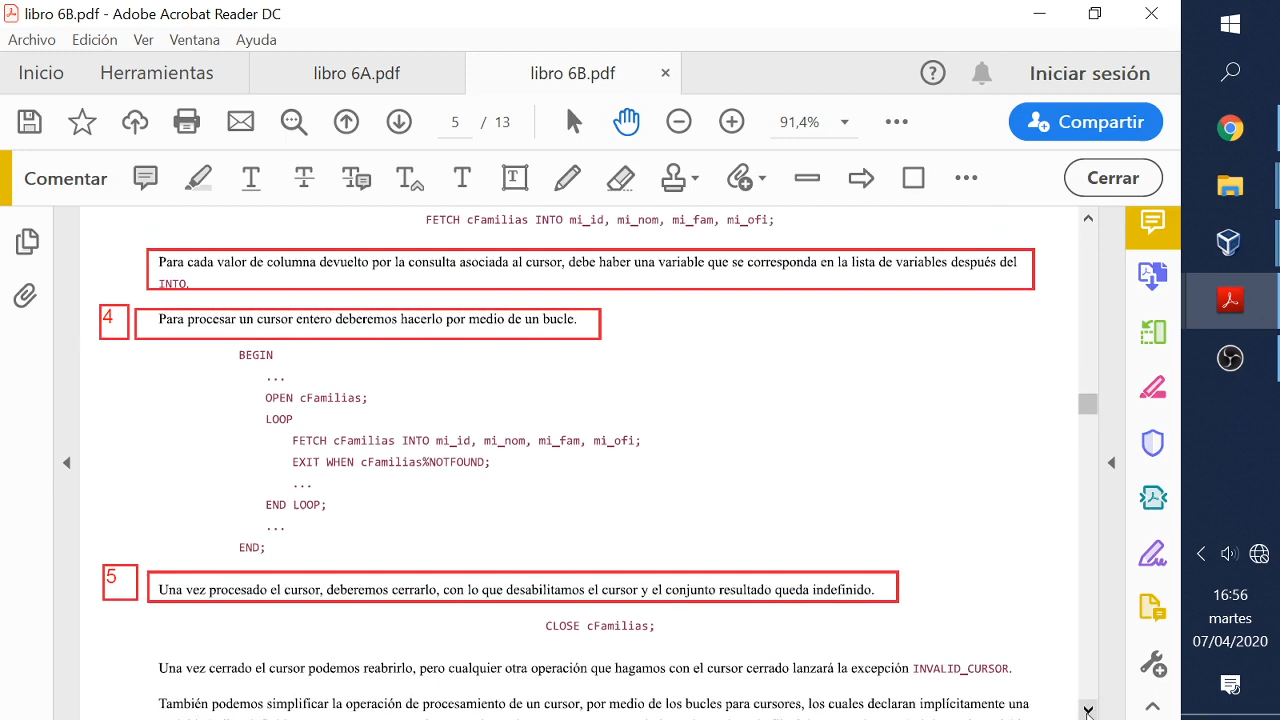 libro 6B.pdf - Adobe Acrobat Reader DC
Archivo Edición Ver Ventana Ayuda
Inicio Herramientas libro 6A.pdf libro 6B.pdf × Iniciar sesión
5 / 13 91,4% Compartir
Comentar Cerrar
FETCH cFamilias INTO mi_id, mi_nom, mi_fam, mi_ofi;
Para cada valor de columna devuelto por la consulta asociada al cursor, debe haber una variable que se corresponda en la lista de variables después del
INTO.
4 Para procesar un cursor entero deberemos hacerlo por medio de un bucle.
BEGIN
...
OPEN cFamilias;
LOOP
FETCH cFamilias INTO mi_id, mi_nom, mi_fam, mi_ofi;
EXIT WHEN cFamilias%NOTFOUND;
...
END LOOP;
...
END;
5 Una vez procesado el cursor, deberemos cerrarlo, con lo que desabilitamos el cursor y el conjunto resultado queda indefinido.
CLOSE cFamilias;
Una vez cerrado el cursor podemos reabrirlo, pero cualquier otra operación que hagamos con el cursor cerrado lanzará la excepción INVALID_CURSOR.
También podemos simplificar la operación de procesamiento de un cursor, por medio de los bucles para cursores, los cuales declaran implícitamente una
16:56
martes
07/04/2020